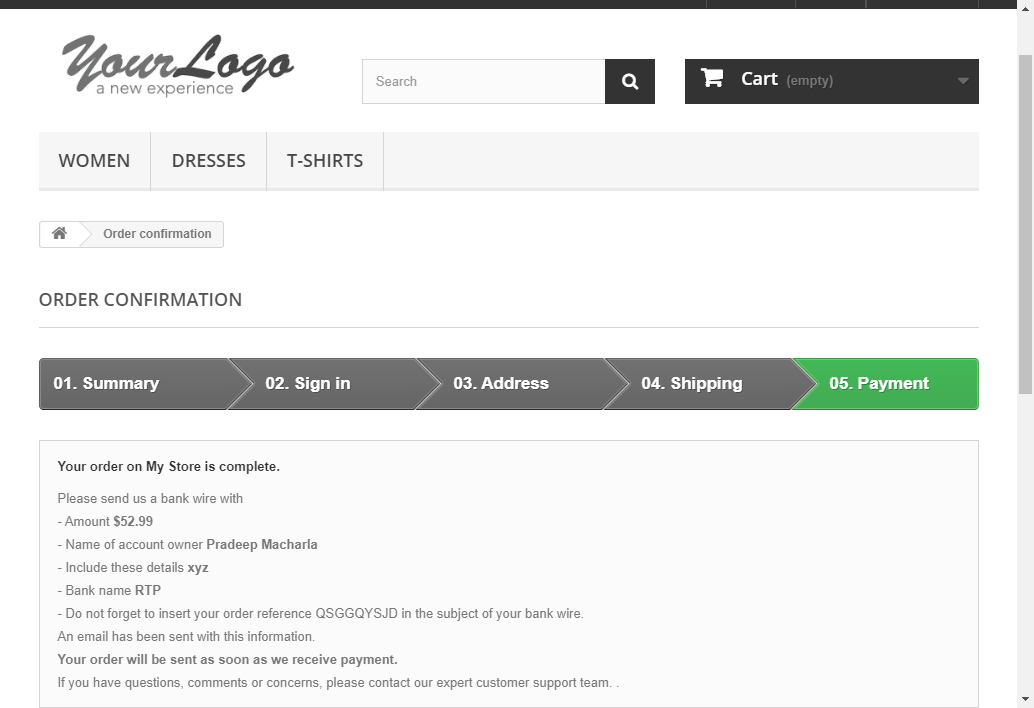 YourLogo
a new experience
Search
Cart (empty)
WOMEN DRESSES T-SHIRTS
Order confirmation
ORDER CONFIRMATION
01. Summary 02. Sign in 03. Address 04. Shipping 05. Payment
Your order on My Store is complete.
Please send us a bank wire with
- Amount $52.99
- Name of account owner Pradeep Macharla
- Include these details xyz
- Bank name RTP
- Do not forget to insert your order reference QSGGQYSJD in the subject of your bank wire.
An email has been sent with this information.
Your order will be sent as soon as we receive payment.
If you have questions, comments or concerns, please contact our expert customer support team. .